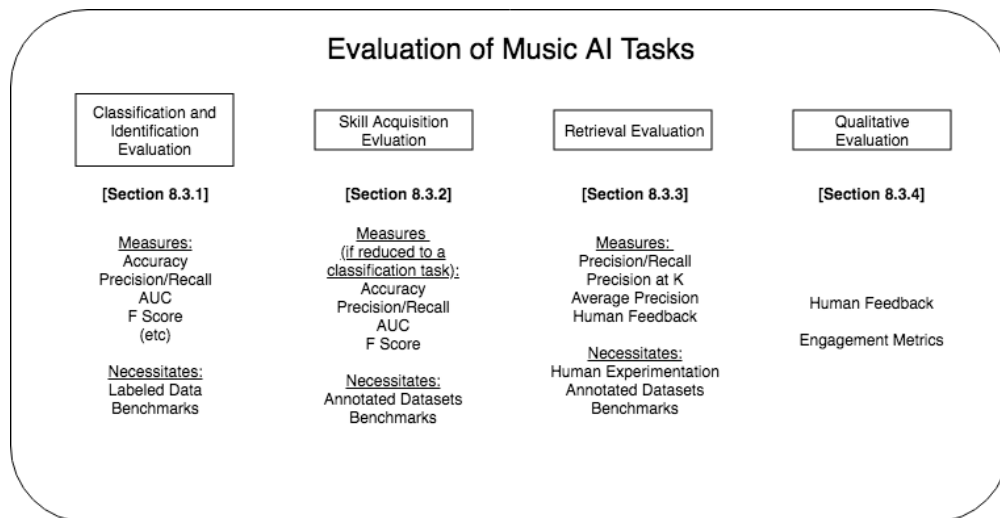 Evaluation of Music AI Tasks
Classification and
Identification
Evaluation
[Section 8.3.1]
Measures:
Accuracy
Precision/Recall
AUC
F Score
(etc)
Necessitates:
Labeled Data
Benchmarks
Skill Acquisition
Evluation
[Section 8.3.2]
Measures
(if reduced to a
classification task):
Accuracy
Precision/Recall
AUC
F Score
Necessitates:
Annotated Datasets
Benchmarks
Retrieval Evaluation
[Section 8.3.3]
Measures:
Precision/Recall
Precision at K
Average Precision
Human Feedback
Necessitates:
Human Experimentation
Annotated Datasets
Benchmarks
Qualitative
Evaluation
[Section 8.3.4]
Human Feedback
Engagement Metrics